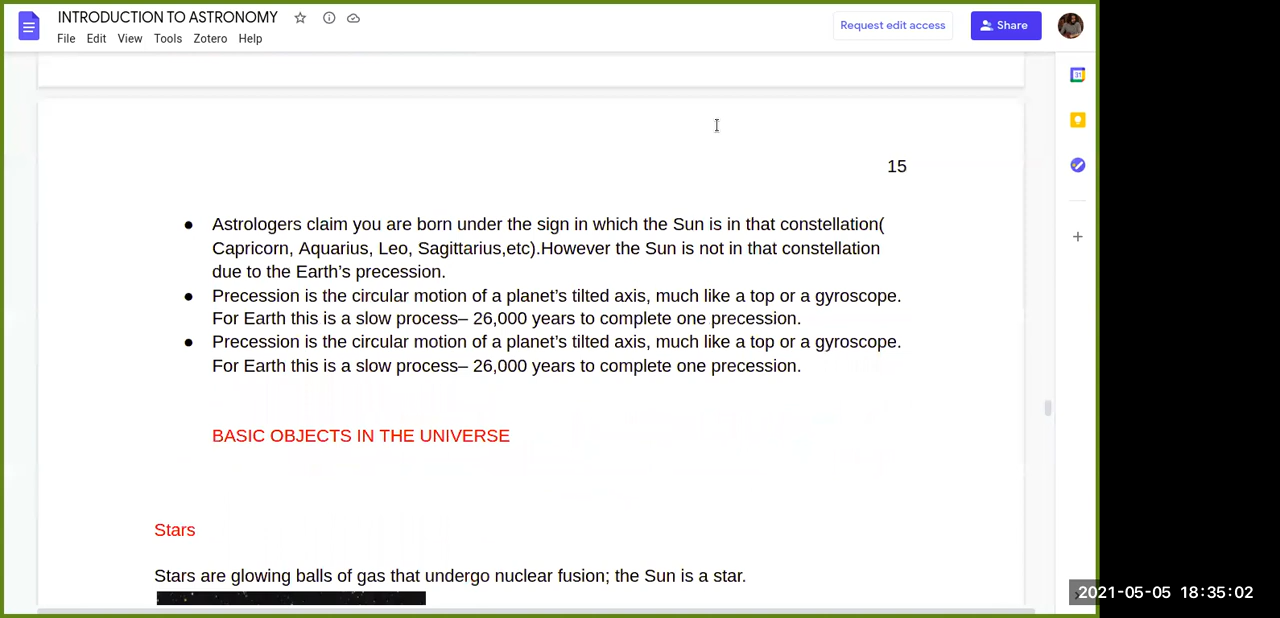 INTRODUCTION TO ASTRONOMY
File Edit View Tools Zotero Help
Request edit access
Share
31
15
● Astrologers claim you are born under the sign in which the Sun is in that constellation(
Capricorn, Aquarius, Leo, Sagittarius,etc).However the Sun is not in that constellation
due to the Earth’s precession.
● Precession is the circular motion of a planet’s tilted axis, much like a top or a gyroscope.
For Earth this is a slow process– 26,000 years to complete one precession.
● Precession is the circular motion of a planet’s tilted axis, much like a top or a gyroscope.
For Earth this is a slow process– 26,000 years to complete one precession.
BASIC OBJECTS IN THE UNIVERSE
Stars
Stars are glowing balls of gas that undergo nuclear fusion; the Sun is a star.
2021-05-05 18:35:02